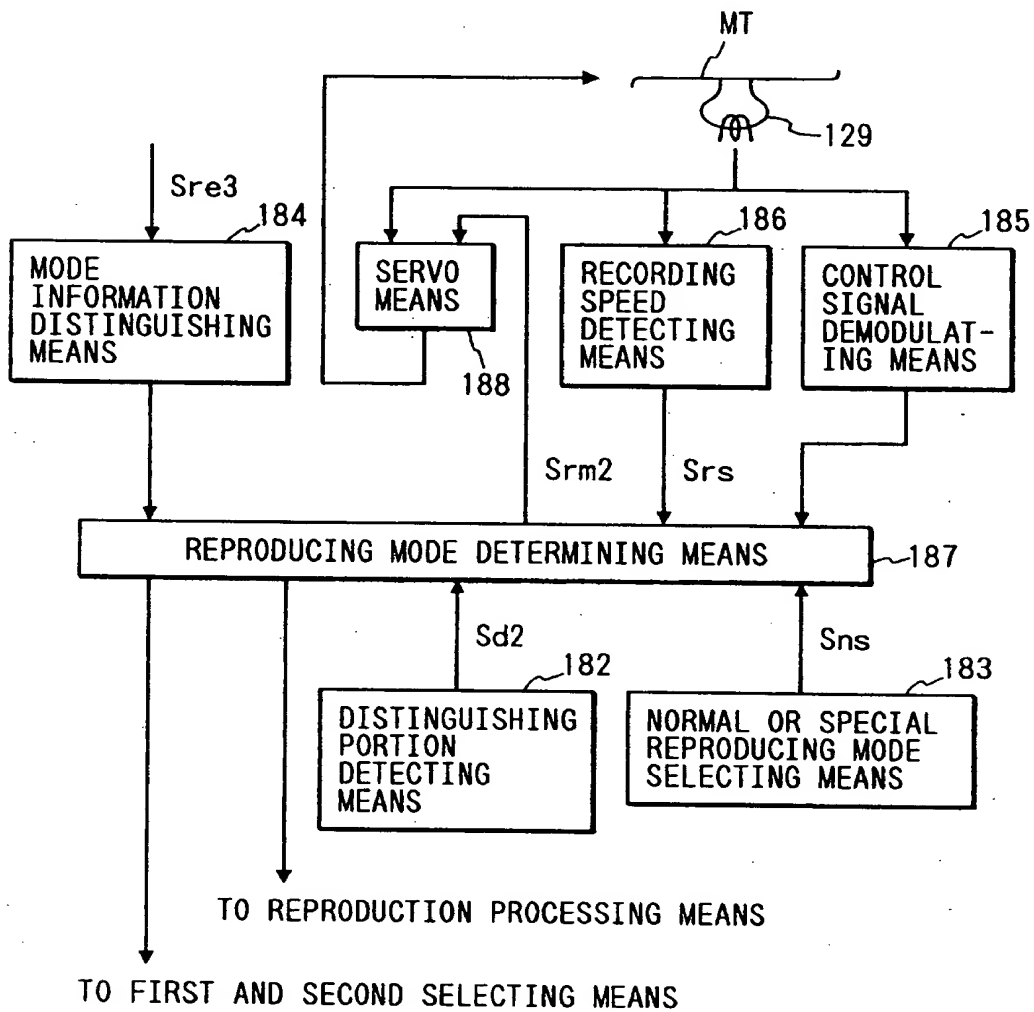 MT
129
Sre3
184
186
185
MODE
INFORMATION
DISTINGUISHING
MEANS
SERVO
MEANS
188
RECORDING
SPEED
DETECTING
MEANS
CONTROL
SIGNAL
DEMODULAT-
ING MEANS
Srm2
Srs
REPRODUCING MODE DETERMINING MEANS
187
Sd2
Sns
182
183
DISTINGUISHING
PORTION
DETECTING
MEANS
NORMAL OR SPECIAL
REPRODUCING MODE
SELECTING MEANS
TO REPRODUCTION PROCESSING MEANS
TO FIRST AND SECOND SELECTING MEANS